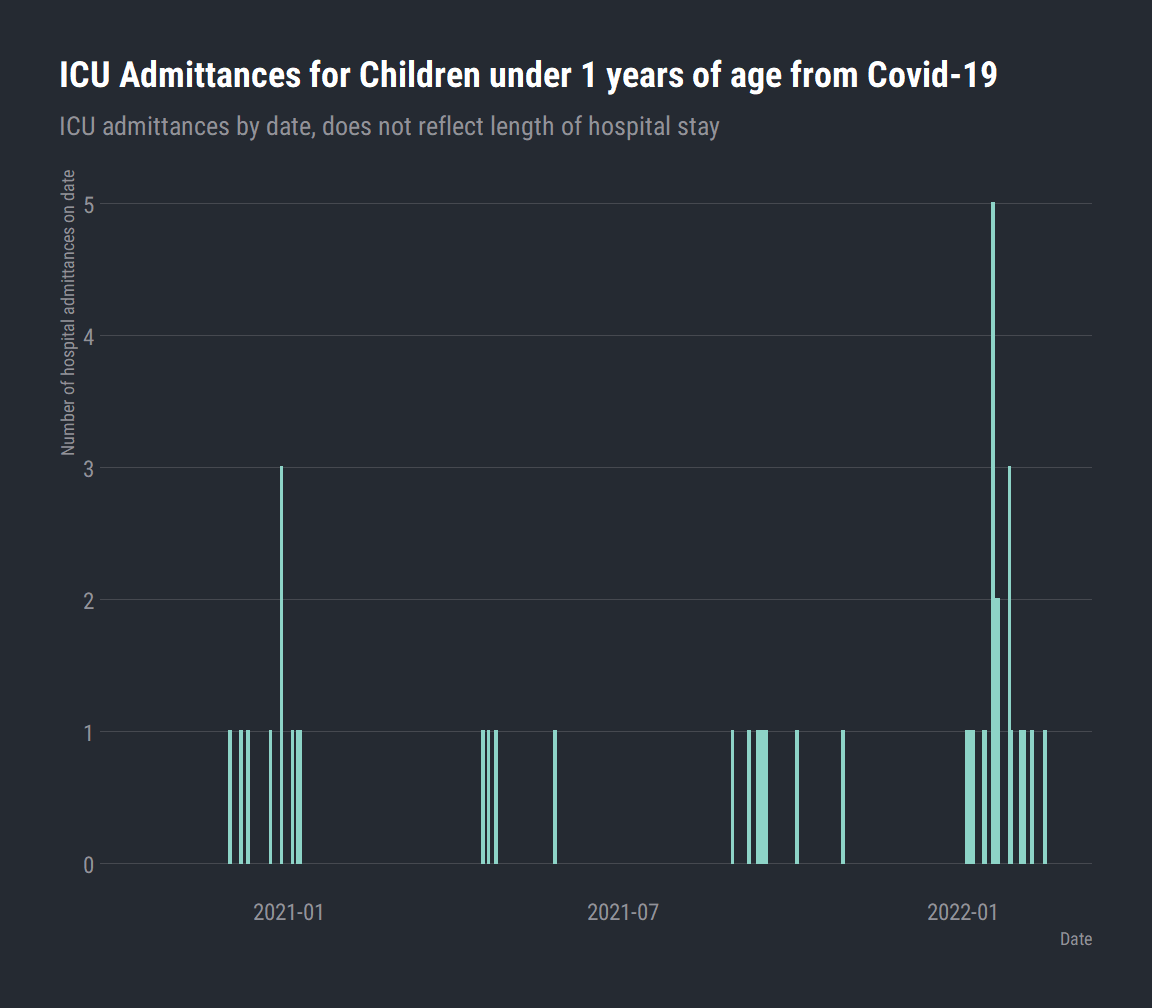 ICU Admittances for Children under 1 years of age from Covid-19
ICU admittances by date, does not reflect length of hospital stay
Number of hospital admittances on date
5
4
3
2
1
0
2021-01
2021-07
2022-01
Date